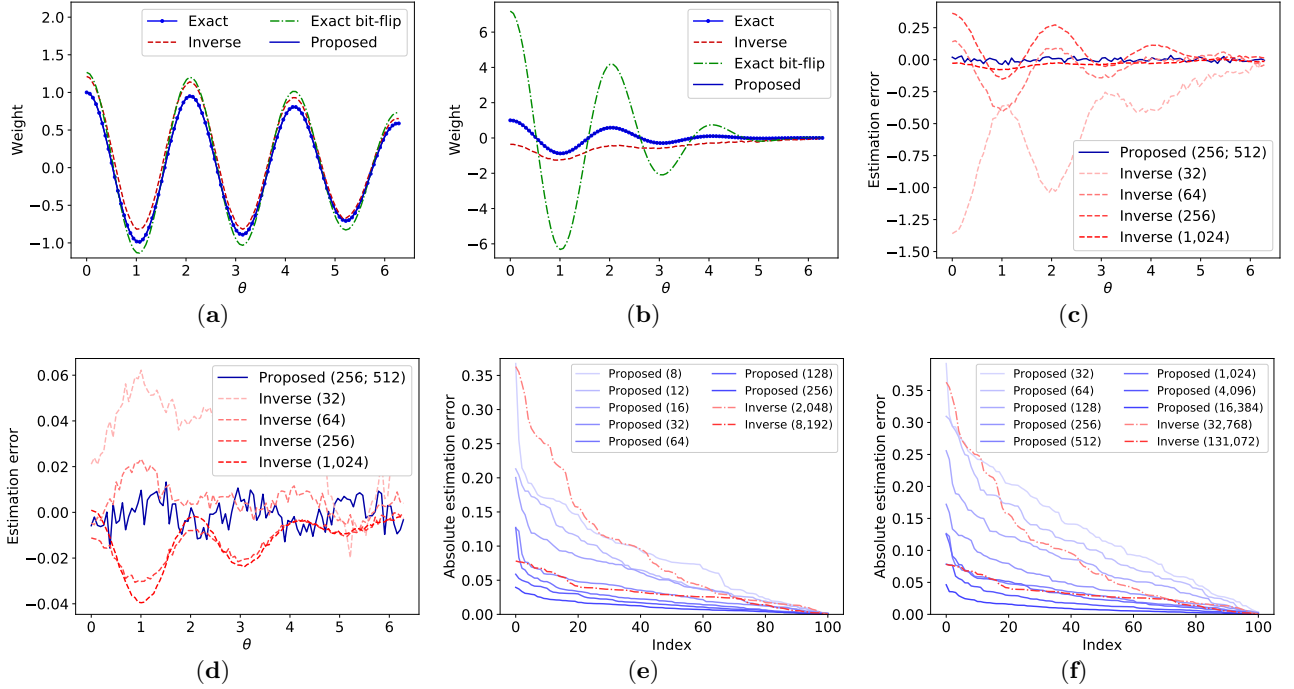 Exact
Inverse
Exact bit-flip
Proposed
Weight
1.0
0.5
0.0
−0.5
−1.0
0 1 2 3 4 5 6
θ
(a)
Exact
Inverse
Exact bit-flip
Proposed
Weight
6
4
2
0
−2
−4
−6
0 1 2 3 4 5 6
θ
(b)
Estimation error
0.25
0.00
−0.25
−0.50
−0.75
−1.00
−1.25
−1.50
Proposed (256; 512)
Inverse (32)
Inverse (64)
Inverse (256)
Inverse (1,024)
0 1 2 3 4 5 6
θ
(c)
Estimation error
0.06
0.04
0.02
0.00
−0.02
−0.04
Proposed (256; 512)
Inverse (32)
Inverse (64)
Inverse (256)
Inverse (1,024)
0 1 2 3 4 5 6
θ
(d)
Absolute estimation error
0.35
0.30
0.25
0.20
0.15
0.10
0.05
0.00
Proposed (8)
Proposed (12)
Proposed (16)
Proposed (32)
Proposed (64)
Proposed (128)
Proposed (256)
Inverse (2,048)
Inverse (8,192)
0 20 40 60 80 100
Index
(e)
Absolute estimation error
0.35
0.30
0.25
0.20
0.15
0.10
0.05
0.00
Proposed (32)
Proposed (64)
Proposed (128)
Proposed (256)
Proposed (512)
Proposed (1,024)
Proposed (4,096)
Proposed (16,384)
Inverse (32,768)
Inverse (131,072)
0 20 40 60 80 100
Index
(f)